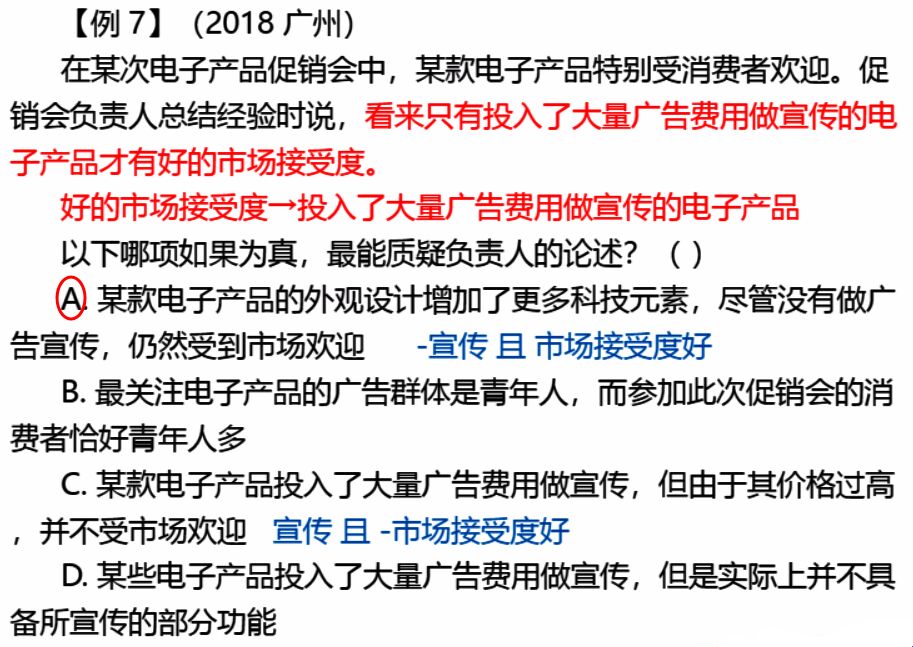 【例 7】（2018 广州）
在某次电子产品促销会中，某款电子产品特别受消费者欢迎。促
销会负责人总结经验时说，看来只有投入了大量广告费用做宣传的电
子产品才有好的市场接受度。
好的市场接受度→投入了大量广告费用做宣传的电子产品
以下哪项如果为真，最能质疑负责人的论述？（ ）
A. 某款电子产品的外观设计增加了更多科技元素，尽管没有做广
告宣传，仍然受到市场欢迎 -宣传 且 市场接受度好
B. 最关注电子产品的广告群体是青年人，而参加此次促销会的消
费者恰好青年人多
C. 某款电子产品投入了大量广告费用做宣传，但由于其价格过高
，并不受市场欢迎 宣传 且 -市场接受度好
D. 某些电子产品投入了大量广告费用做宣传，但是实际上并不具
备所宣传的部分功能